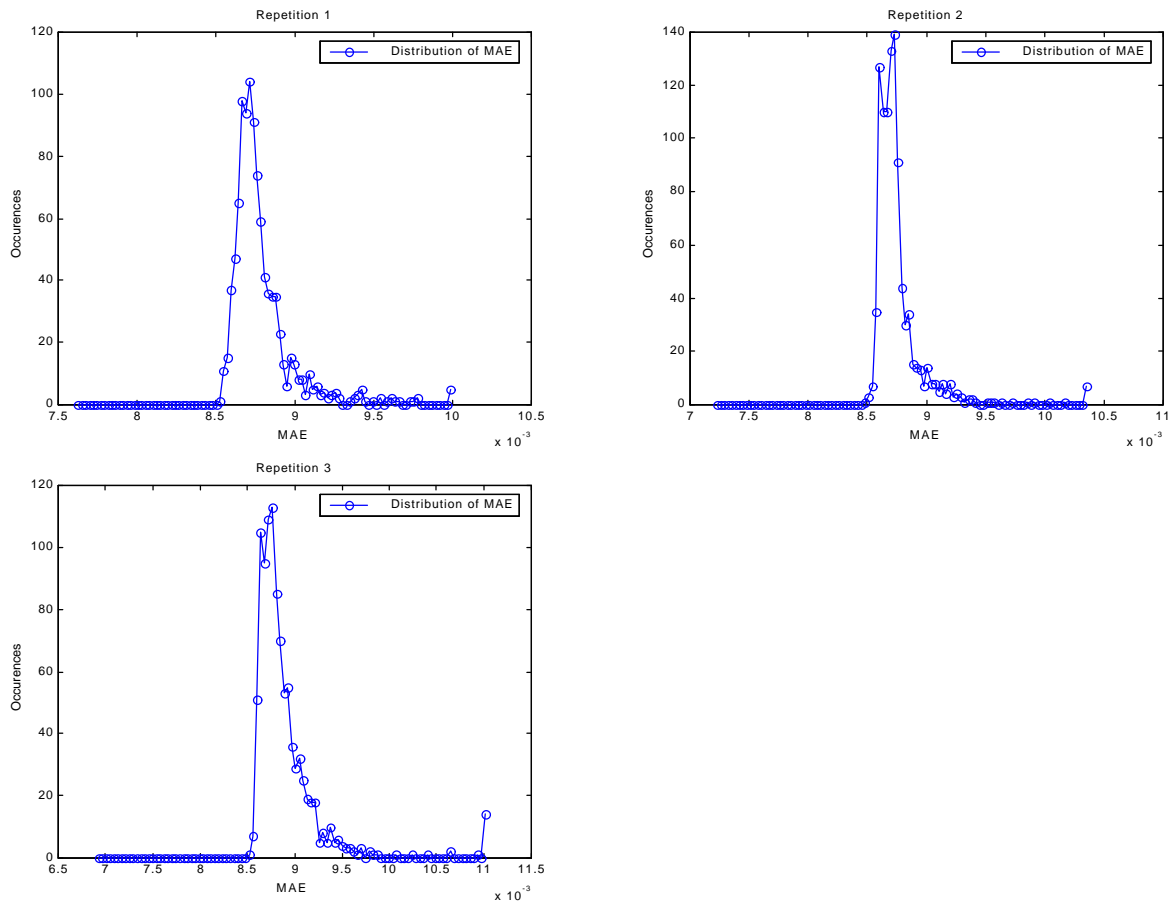 Repetition 1
120
100
80
60
40
20
0
Occurences
Distribution of MAE
7.5 8 8.5 9 9.5 10 10.5
MAE
x 10 -3
Repetition 2
140
120
100
80
60
40
20
0
Occurences
Distribution of MAE
7 7.5 8 8.5 9 9.5 10 10.5 11
MAE
x 10 -3
Repetition 3
120
100
80
60
40
20
0
Occurences
Distribution of MAE
6.5 7 7.5 8 8.5 9 9.5 10 10.5 11 11.5
MAE
x 10 -3